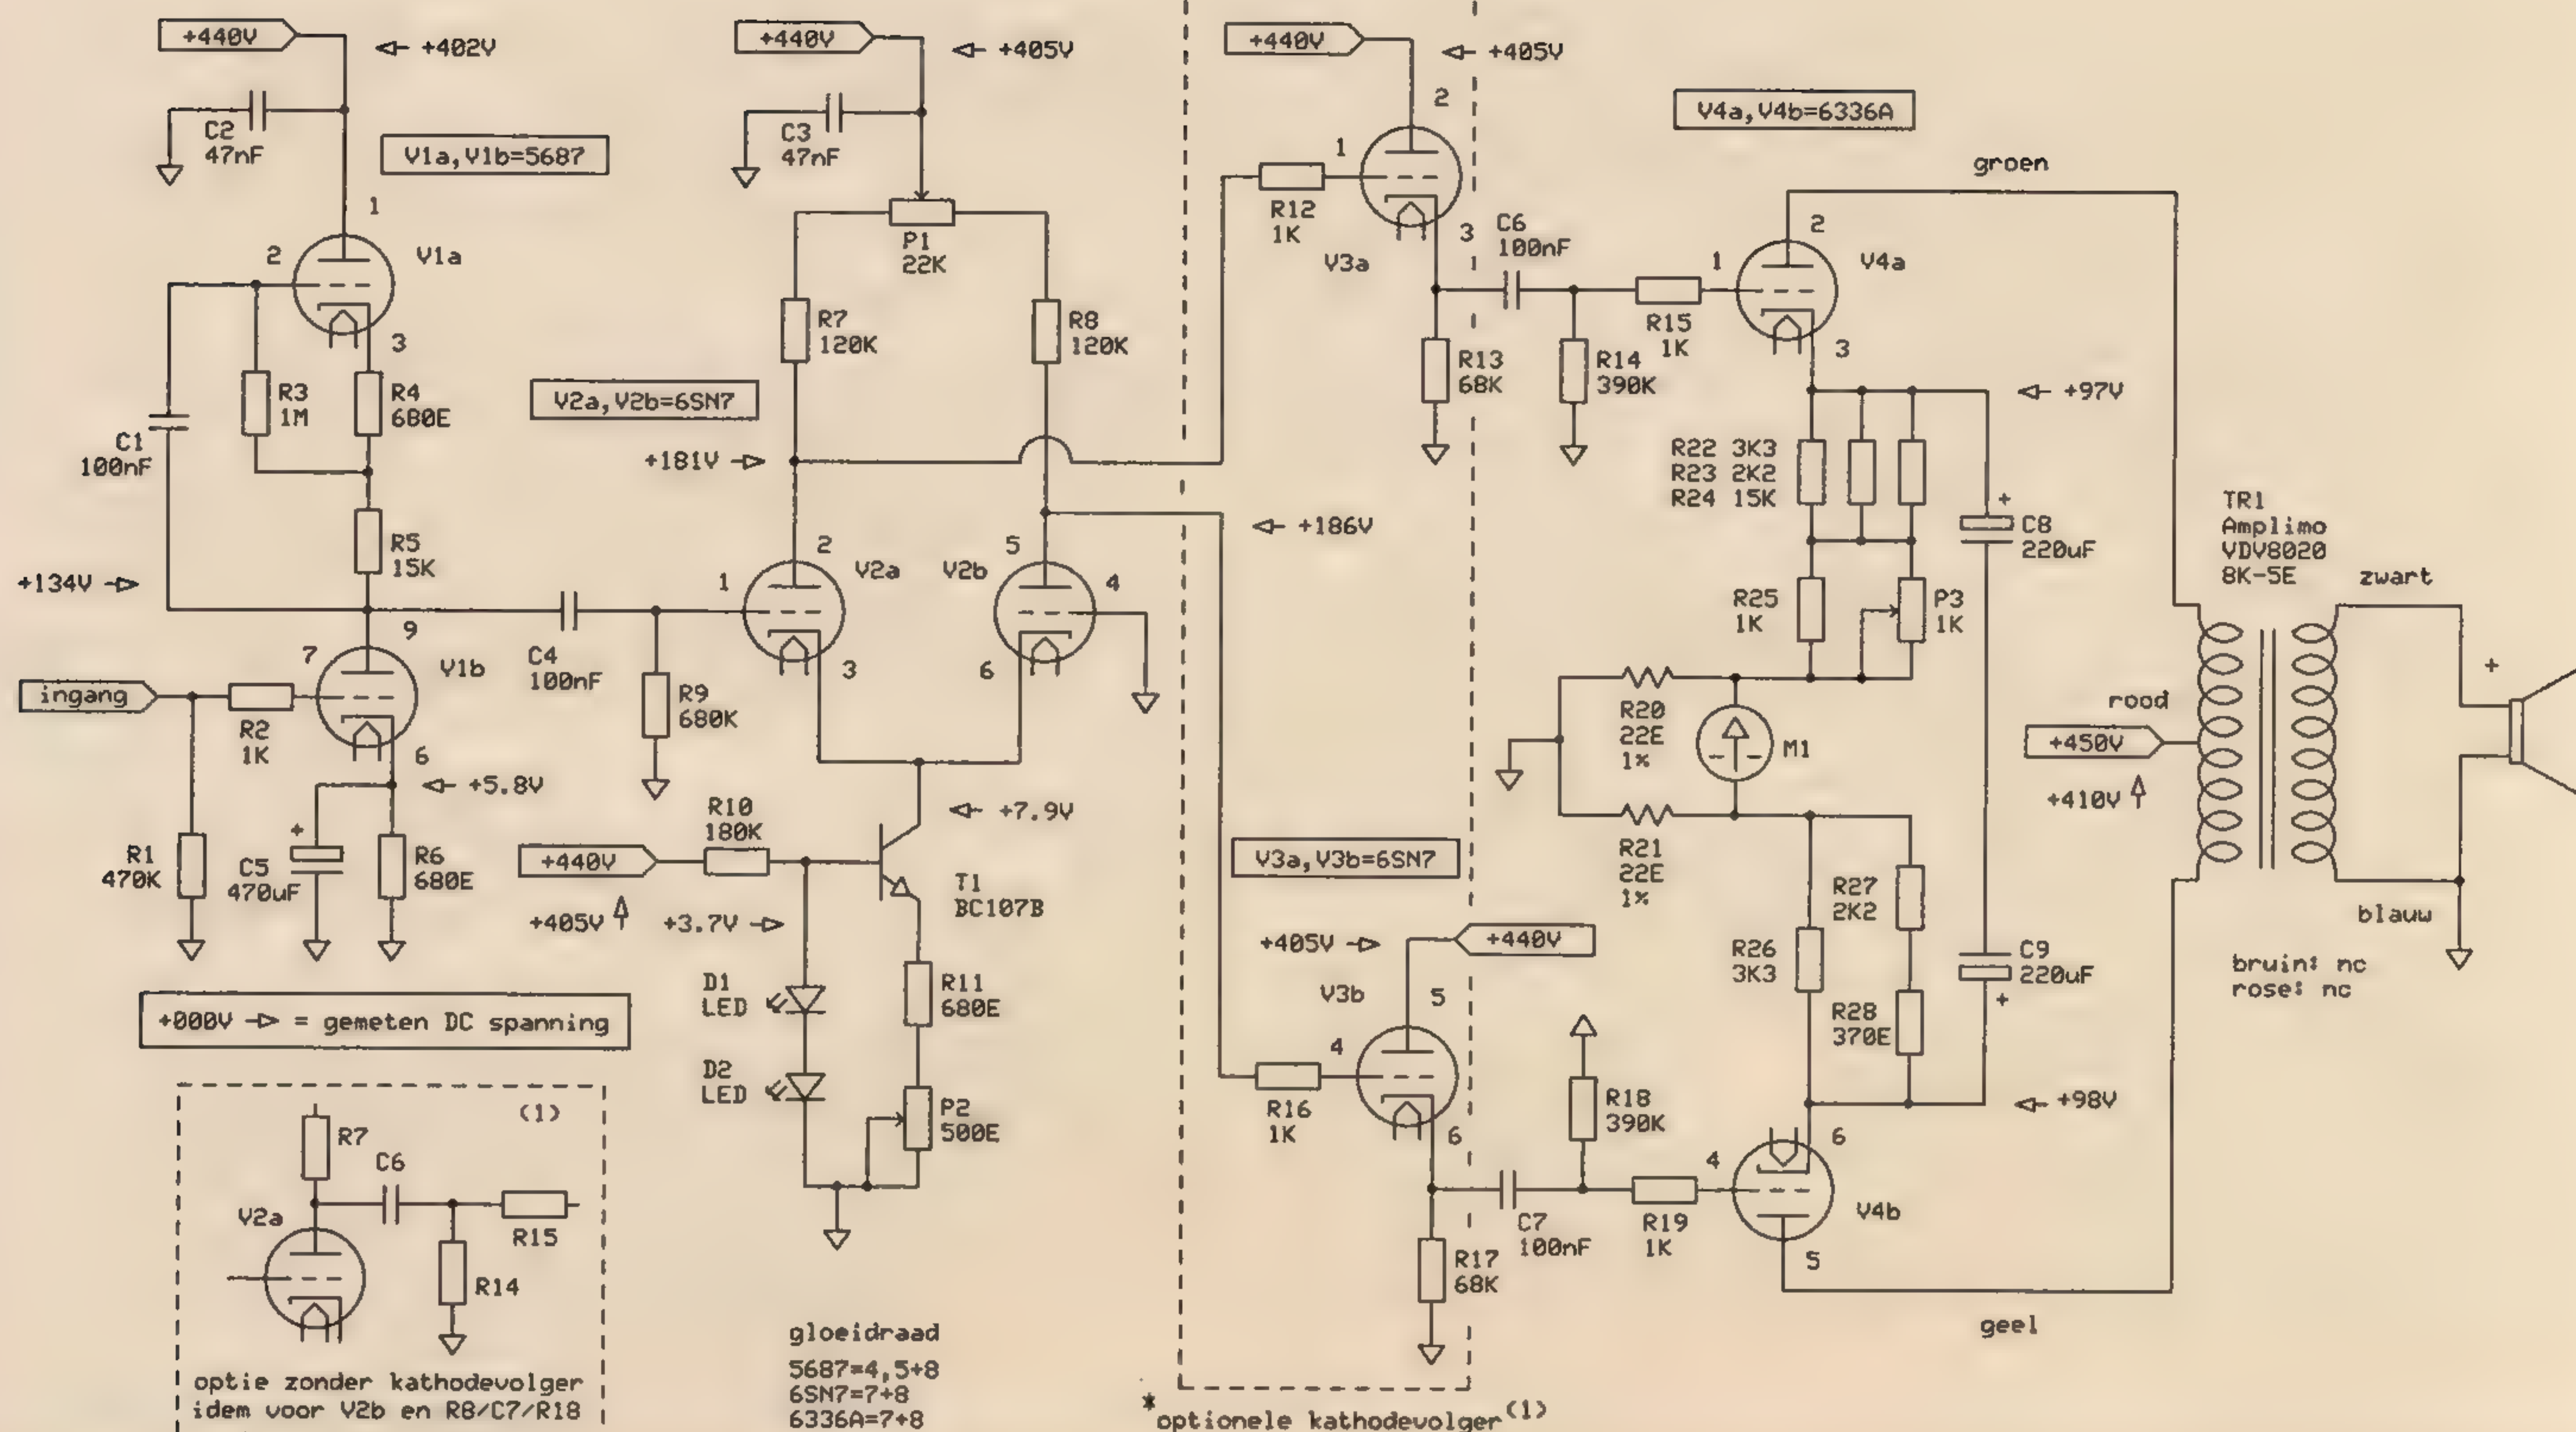 +440V
+402V
C2
47nF
V1a,V1b=5687
1
2
V1a
3
R3
1M
R4
680E
C1
100nF
R5
15K
+134V
9
7
V1b
ingang
R2
1K
6
+5.8V
R1
470K
C5
470uF
+
R6
680E
C4
100nF
R9
680K
+000V = gemeten DC spanning
(1)
R7
C6
V2a
R15
R14
optie zonder kathodevolger
idem voor V2b en R8/C7/R18
+440V
+405V
C3
47nF
P1
22K
R7
120K
R8
120K
V2a,V2b=6SN7
+181V
+186V
2
5
1
V2a
V2b
4
3
6
+7.9V
R10
180K
+440V
+405V
+3.7V
T1
BC107B
D1
LED
R11
680E
D2
LED
P2
500E
gloeidraad
5687=4,5+8
6SN7=7+8
6336A=7+8
+440V
+405V
2
1
R12
1K
3
V3a
C6
100nF
R13
68K
R14
390K
R15
1K
V3a,V3b=6SN7
+405V
+440V
V3b
5
4
R16
1K
6
R17
68K
C7
100nF
R18
390K
R19
1K
*optionele kathodevolger(1)
V4a,V4b=6336A
groen
2
1
V4a
3
+97V
R22 3K3
R23 2K2
R24 15K
+
C8
220uF
R25
1K
P3
1K
R20
22E
1%
M1
R21
22E
1%
R27
2K2
R26
3K3
R28
370E
C9
220uF
+
+98V
6
4
V4b
5
geel
TR1
Amplimo
VDV8020
8K-5E
zwart
+
rood
+450V
+410V
blauw
bruin: nc
rose: nc